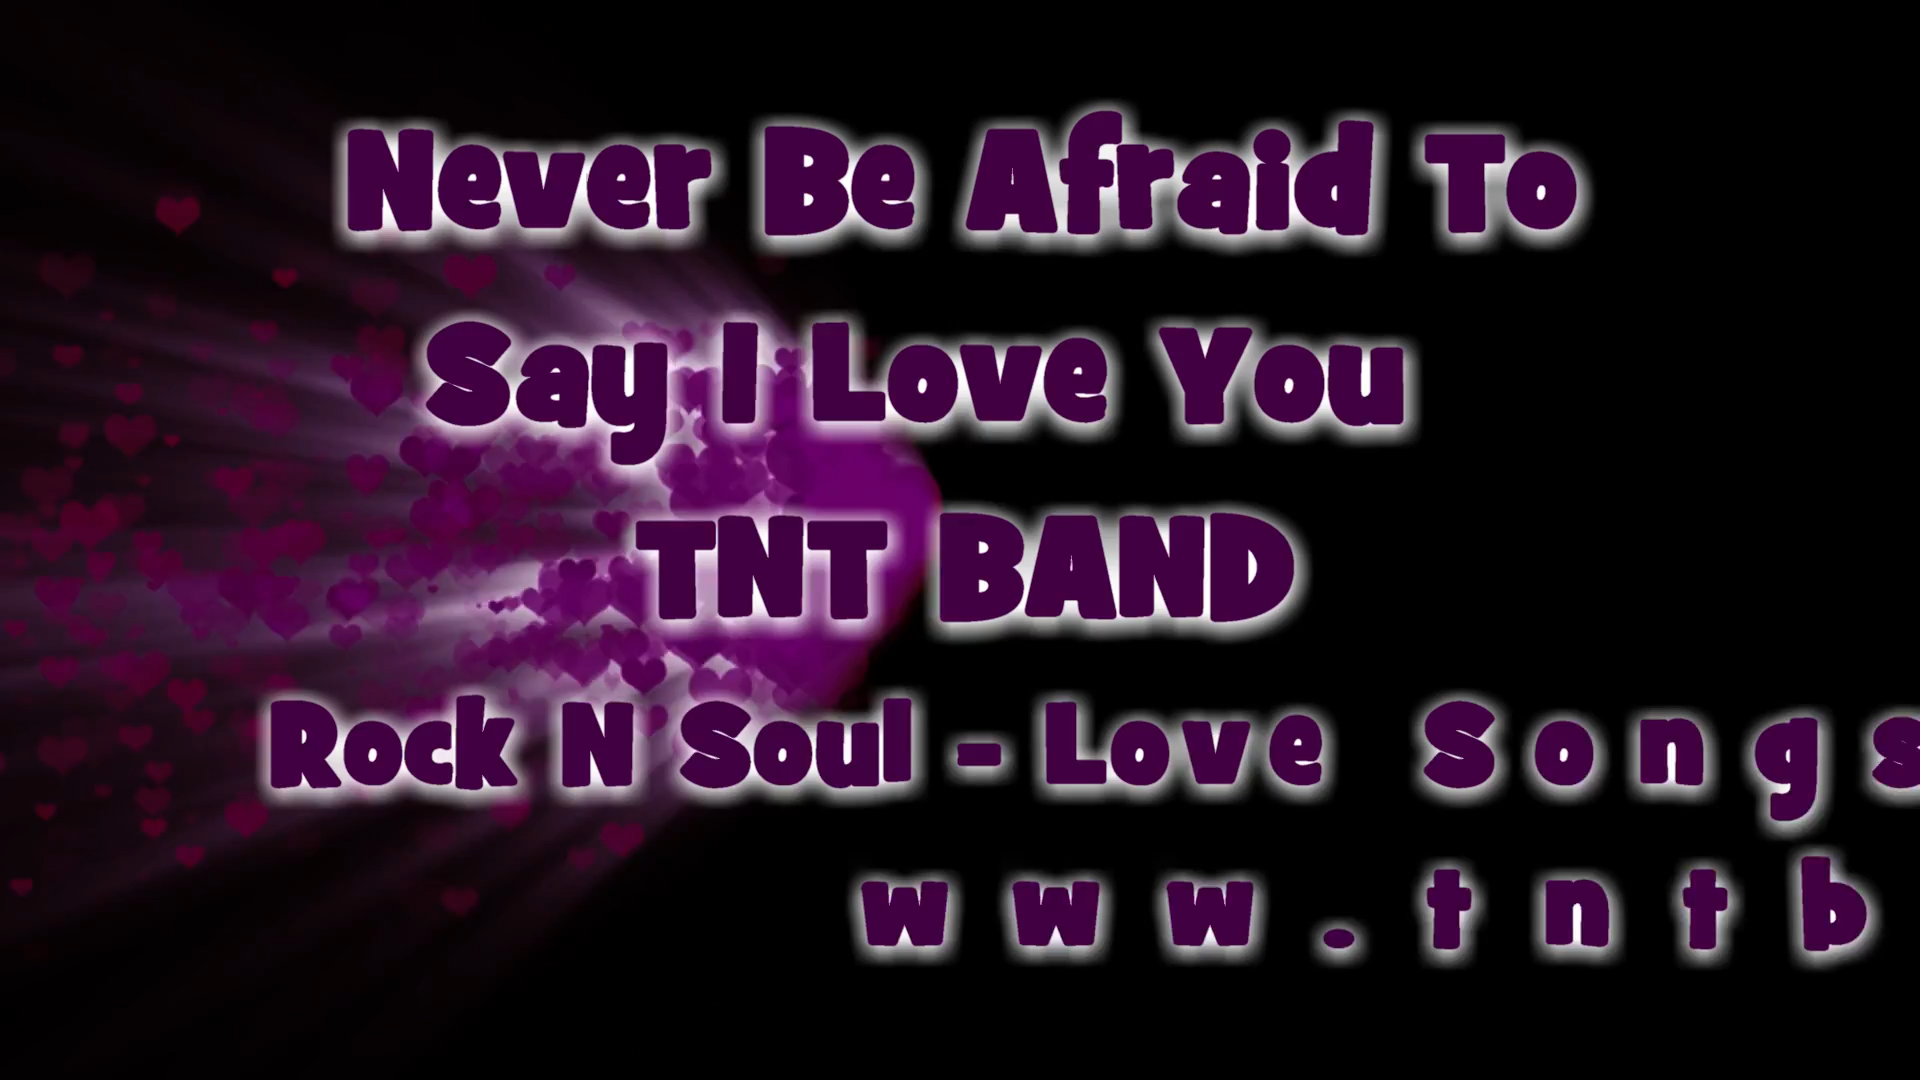 Never Be Afraid To
Say I Love You
TNT BAND
Rock N Soul - Love Songs
www.tntb